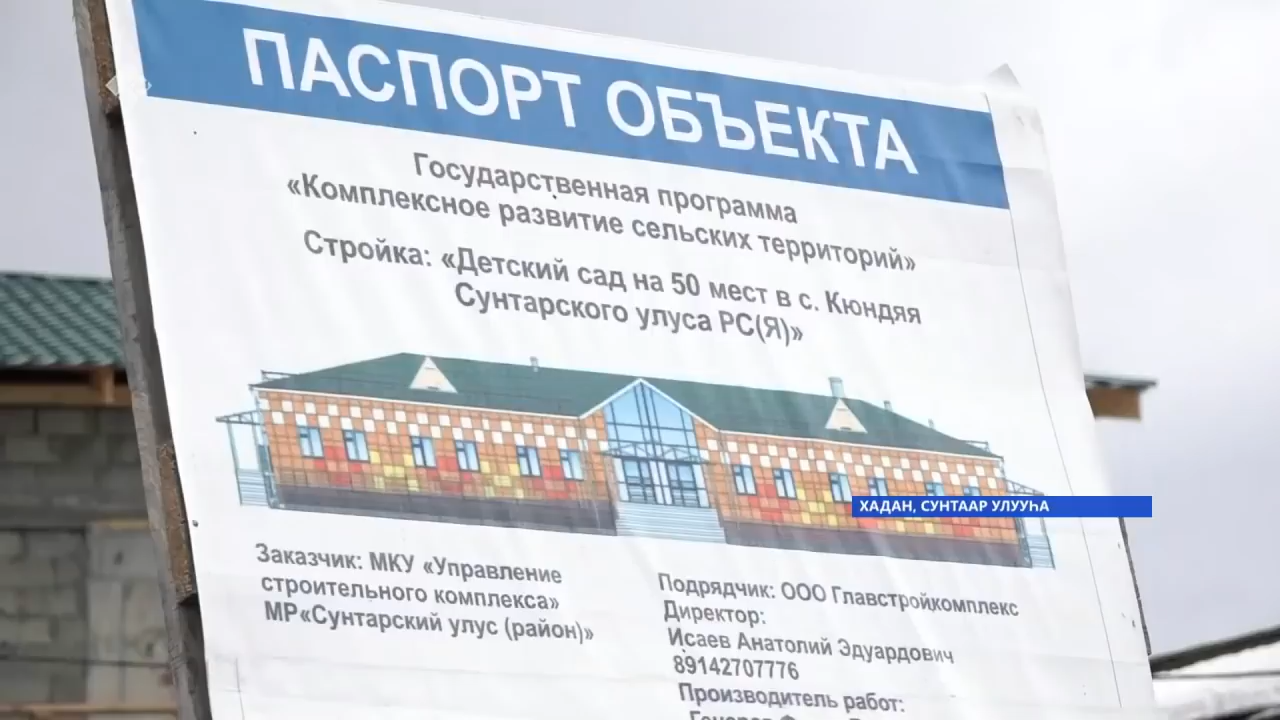 ПАСПОРТ ОБЪЕКТА
Государственная программа
«Комплексное развитие сельских территорий»
Стройка: «Детский сад на 50 мест в с. Кюндяя
Сунтарского улуса РС(Я)»
ХАДАН, СУНТААР УЛУУҺА
Заказчик: МКУ «Управление
строительного комплекса»
МР«Сунтарский улус (район)»
Подрядчик: ООО Главстройкомплекс
Директор:
Исаев Анатолий Эдуардович
89142707776
Производитель работ: